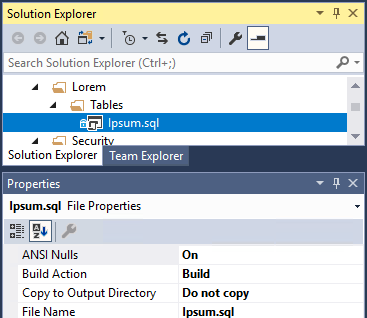 Solution Explorer
Search Solution Explorer (Ctrl+;)
Lorem
Tables
Ipsum.sql
Security
Solution Explorer Team Explorer
Properties
Ipsum.sql File Properties
ANSI Nulls On
Build Action Build
Copy to Output Directory Do not copy
File Name Ipsum.sql